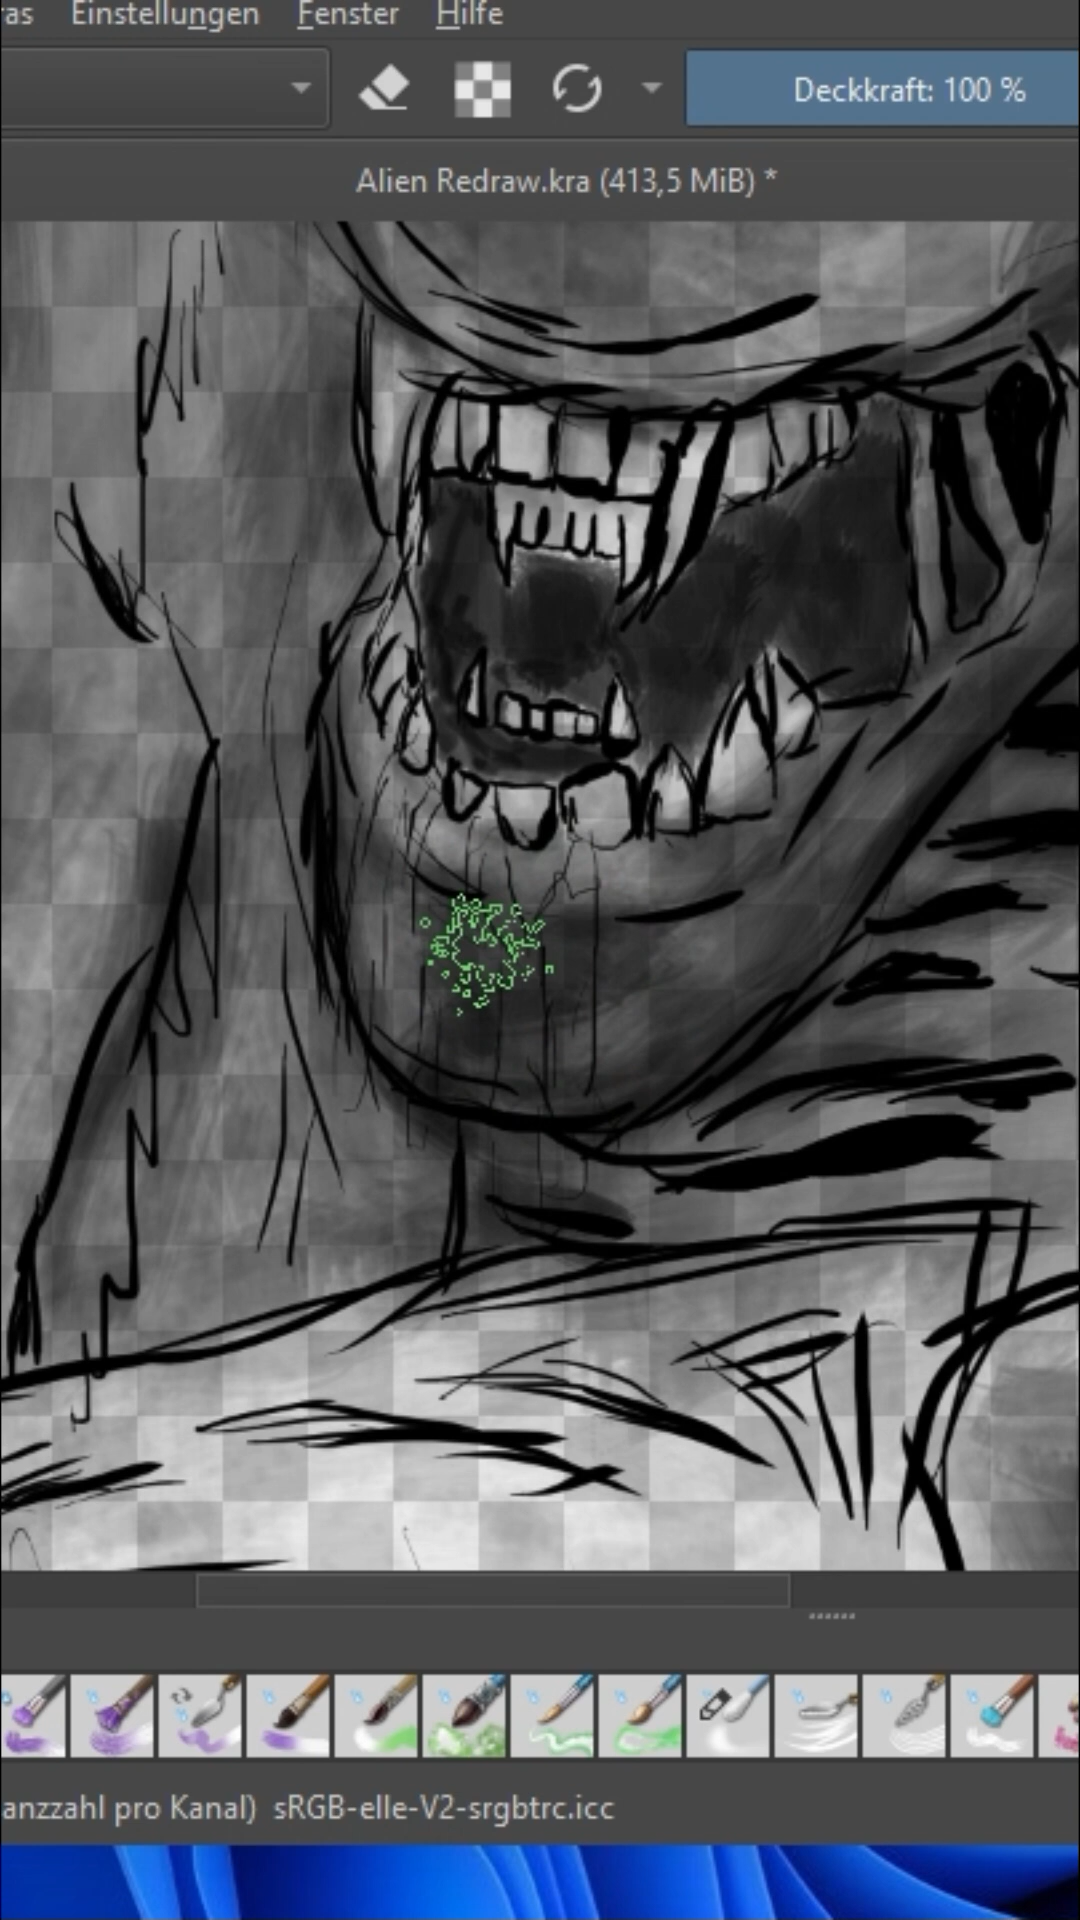 ras Einstellungen Fenster Hilfe
Deckkraft: 100 %
Alien Redraw.kra (413,5 MiB) *
anzzahl pro Kanal) sRGB-elle-V2-srgbtrc.icc